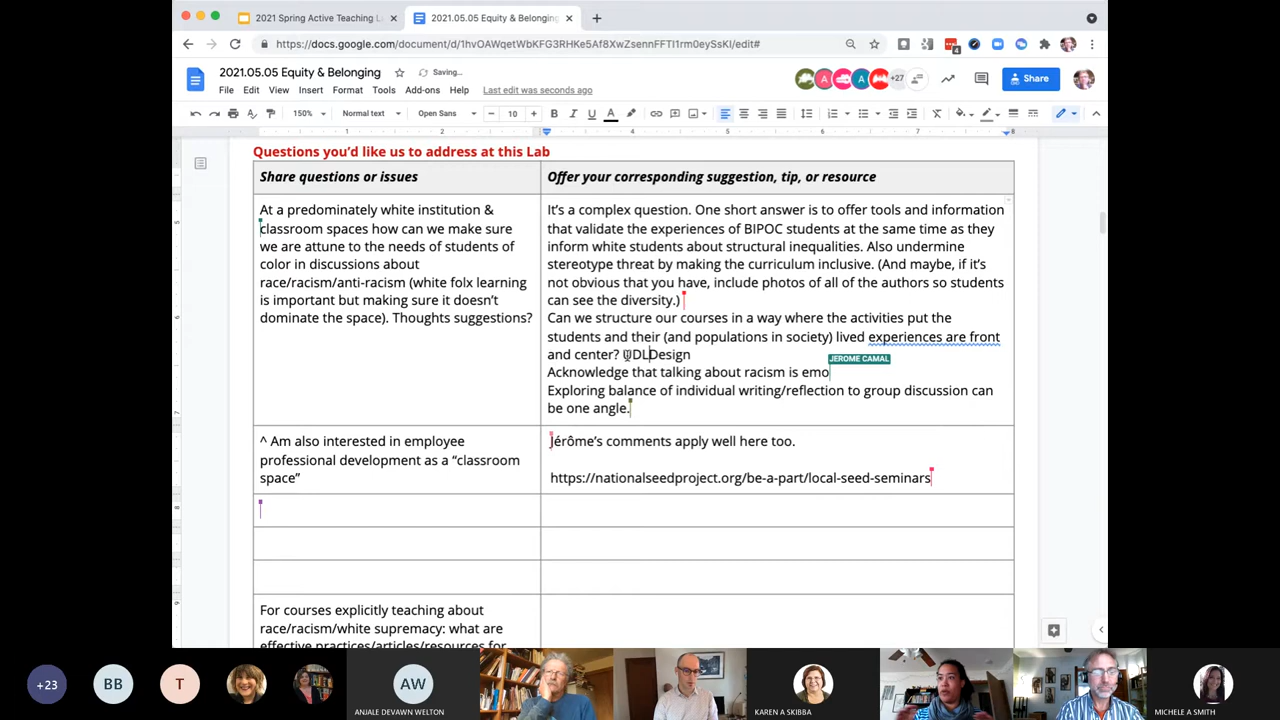 2021 Spring Active Teaching L
2021.05.05 Equity & Belonging
https://docs.google.com/document/d/1hvOAWqetWbKFG3RHKe5Af8XwZsennFFTI1rm0eySsKI/edit#
4
2021.05.05 Equity & Belonging
Saving...
+27
Share
File Edit View Insert Format Tools Add-ons Help Last edit was seconds ago
150% Normal text Open Sans 10 B I U A
1 2 3 4 5 6 7 8
Questions you'd like us to address at this Lab
Share questions or issues
Offer your corresponding suggestion, tip, or resource
At a predominately white institution &
classroom spaces how can we make sure
we are attune to the needs of students of
color in discussions about
race/racism/anti-racism (white folx learning
is important but making sure it doesn't
dominate the space). Thoughts suggestions?
It's a complex question. One short answer is to offer tools and information
that validate the experiences of BIPOC students at the same time as they
inform white students about structural inequalities. Also undermine
stereotype threat by making the curriculum inclusive. (And maybe, if it's
not obvious that you have, include photos of all of the authors so students
can see the diversity.)
Can we structure our courses in a way where the activities put the
students and their (and populations in society) lived experiences are front
and center? UDLDesign
JEROME CAMAL
Acknowledge that talking about racism is emo
Exploring balance of individual writing/reflection to group discussion can
be one angle.
^ Am also interested in employee
professional development as a "classroom
space"
Jérôme's comments apply well here too.
https://nationalseedproject.org/be-a-part/local-seed-seminars
For courses explicitly teaching about
race/racism/white supremacy: what are
effective practices/articles/resources for
+23
BB
T
AW
ANJALE DEVAWN WELTON
KAREN A SKIBBA
MICHELE A SMITH